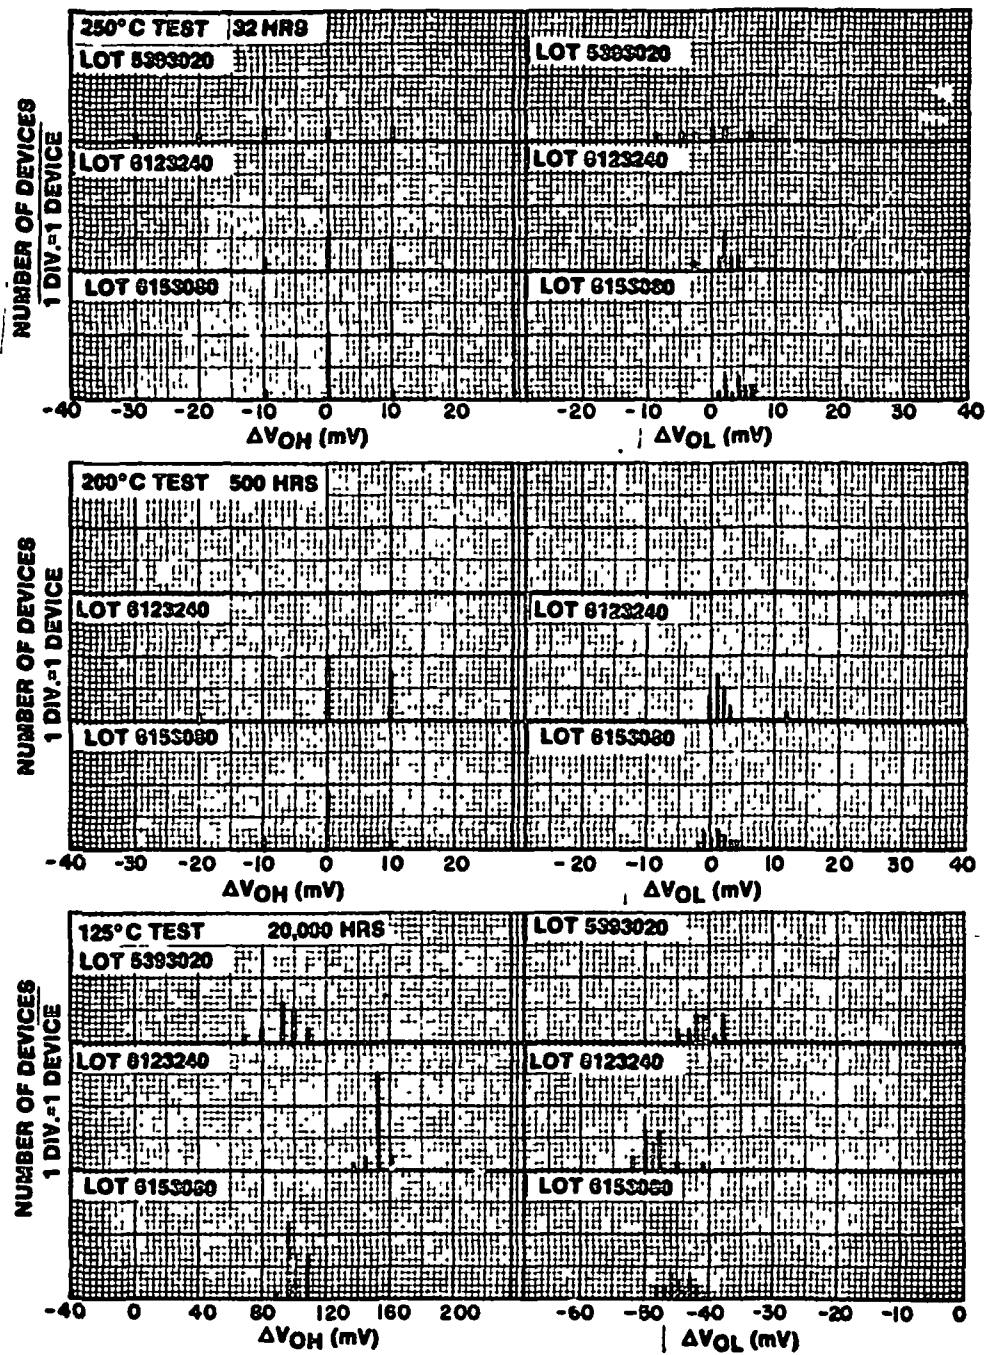 250°C TEST 32 HRS
LOT 5393020
LOT 5393020
LOT 6123240
LOT 6123240
LOT 6153080
LOT 6153080
NUMBER OF DEVICES
1 DIV.=1 DEVICE
-40 -30 -20 -10 0 10 20 -20 -10 0 10 20 30 40
ΔVOH (mV) ΔVOL (mV)
200°C TEST 500 HRS
LOT 6123240
LOT 6123240
LOT 6153080
LOT 6153080
NUMBER OF DEVICES
1 DIV.=1 DEVICE
-40 -30 -20 -10 0 10 20 -20 -10 0 10 20 30 40
ΔVOH (mV) ΔVOL (mV)
125°C TEST 20,000 HRS
LOT 5393020
LOT 5393020
LOT 6123240
LOT 6123240
LOT 6153080
LOT 6153080
NUMBER OF DEVICES
1 DIV.=1 DEVICE
-40 0 40 80 120 160 200 -60 -50 -40 -30 -20 -10 0
ΔVOH (mV) ΔVOL (mV)